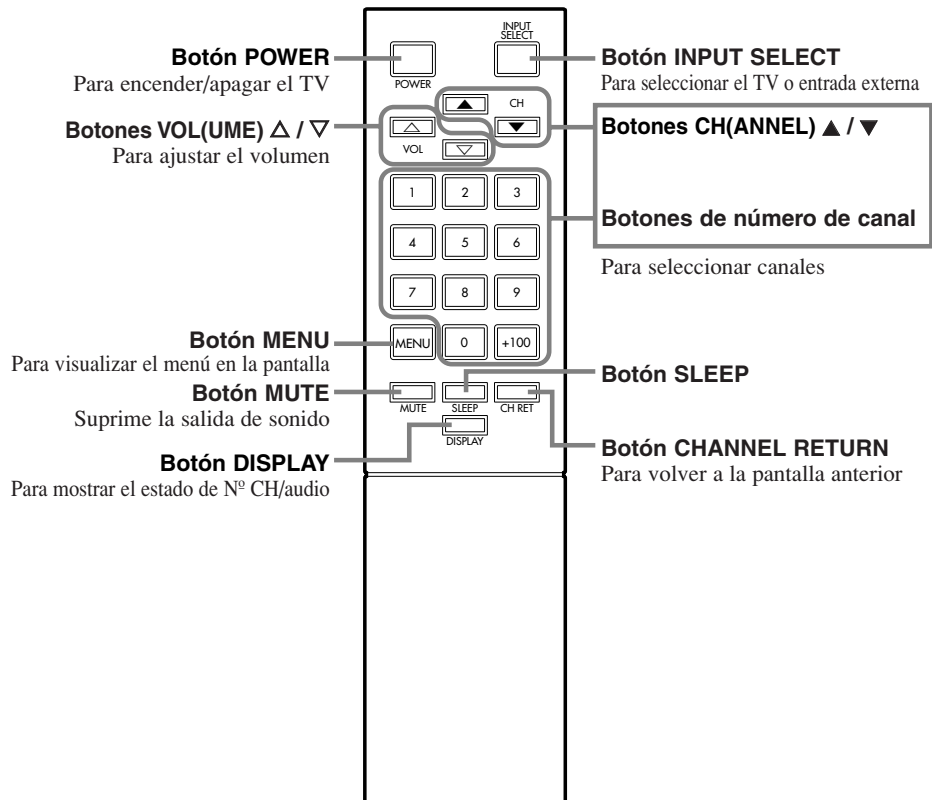 INPUT
SELECT
Botón POWER
Para encender/apagar el TV
POWER
Botón INPUT SELECT
Para seleccionar el TV o entrada externa
▲ CH
▼
Botones VOL(UME) △ / ▽
Para ajustar el volumen
△
VOL ▽
Botones CH(ANNEL) ▲ / ▼
Botones de número de canal
Para seleccionar canales
1 2 3
4 5 6
7 8 9
MENU 0 +100
Botón MENU
Para visualizar el menú en la pantalla
Botón MUTE
Suprime la salida de sonido
MUTE SLEEP CH RET
DISPLAY
Botón DISPLAY
Para mostrar el estado de Nº CH/audio
Botón SLEEP
Botón CHANNEL RETURN
Para volver a la pantalla anterior